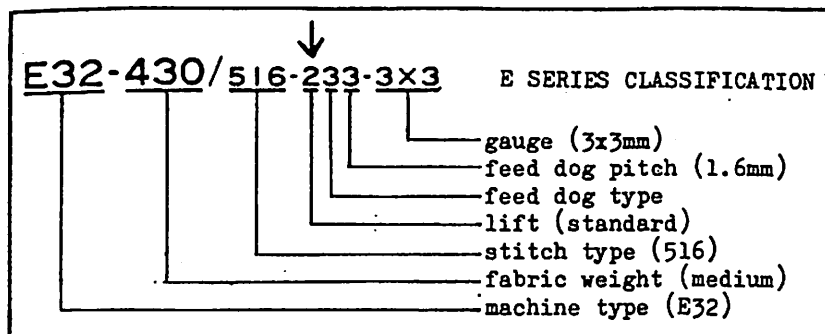 E32-430/516-233-3×3 E SERIES CLASSIFICATION
gauge (3x3mm)
feed dog pitch (1.6mm)
feed dog type
lift (standard)
stitch type (516)
fabric weight (medium)
machine type (E32)